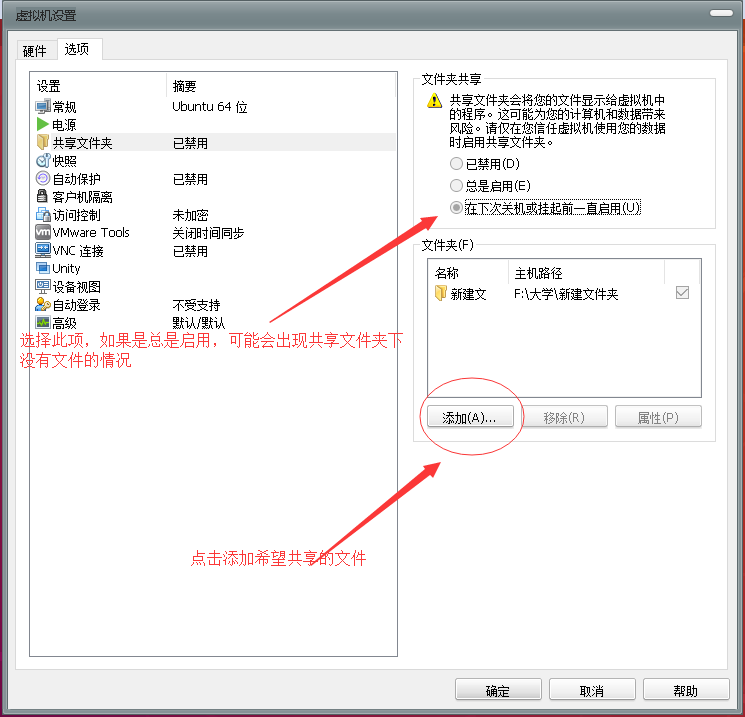 虚拟机设置
硬件 选项
设置 摘要
常规 Ubuntu 64 位
电源
共享文件夹 已禁用
快照
自动保护 已禁用
客户机隔离
访问控制 未加密
VMware Tools 关闭时间同步
VNC 连接 已禁用
Unity
设备视图
自动登录 不受支持
高级 默认/默认
选择此项，如果是总是启用，可能会出现共享文件夹下
没有文件的情况
点击添加希望共享的文件
文件夹共享
共享文件夹会将您的文件显示给虚拟机中
的程序。这可能为您的计算机和数据带来
风险。请仅在您信任虚拟机使用您的数据
时启用共享文件夹。
已禁用(D)
总是启用(E)
在下次关机或挂起前一直启用(U)
文件夹(F)
名称 主机路径
新建文 F:\大学\新建文件夹
添加(A)... 移除(R) 属性(P)
确定 取消 帮助